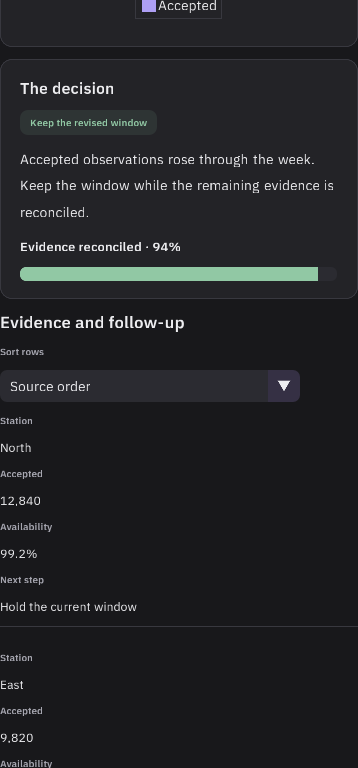 Accepted
The decision
Keep the revised window
Accepted observations rose through the week.
Keep the window while the remaining evidence is
reconciled.
Evidence reconciled · 94%
Evidence and follow-up
Sort rows
Source order
Station
North
Accepted
12,840
Availability
99.2%
Next step
Hold the current window
Station
East
Accepted
9,820
Availability